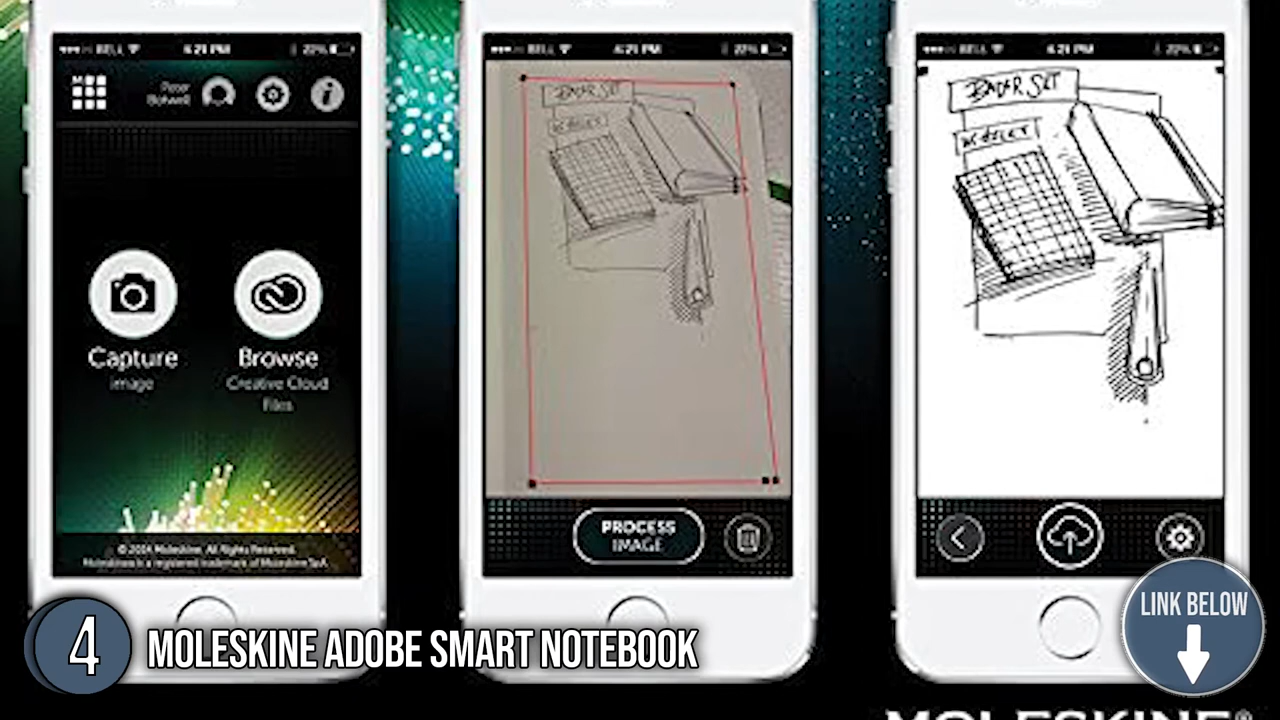 BELL 4:21 PM 22%
Peter
Botwell
i
Capture
image
Browse
Creative Cloud
Files
© 2014 Moleskine. All Rights Reserved.
Moleskine is a registered trademark of Moleskine SpA.
BELL 4:21 PM 22%
PROCESS
IMAGE
BELL 4:21 PM 22%
4
MOLESKINE ADOBE SMART NOTEBOOK
LINK BELOW
MOLESKINE®